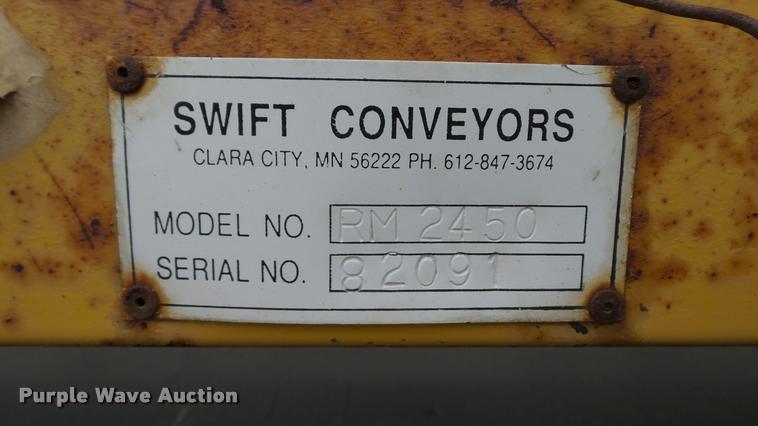 SWIFT CONVEYORS
CLARA CITY, MN 56222 PH. 612-847-3674
MODEL NO. RM 2450
SERIAL NO. 82091
Purple Wave Auction